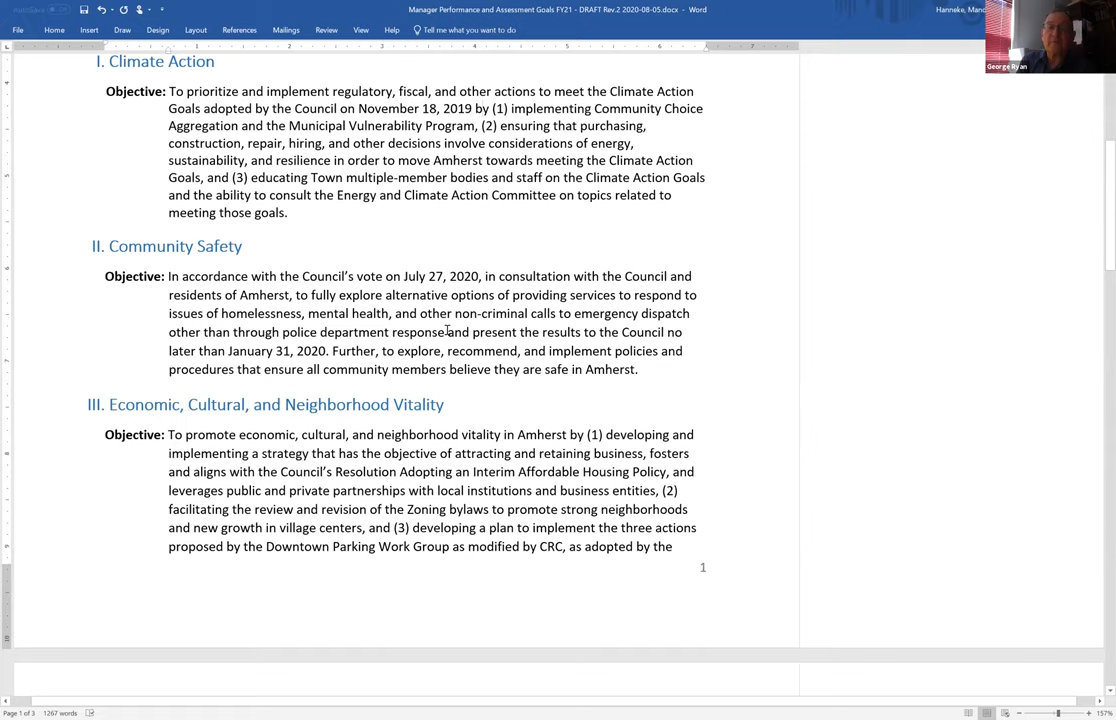 Manager Performance and Assessment Goals FY21 - DRAFT Rev.2 2020-08-05.docx - Word
Hanneke, Mand
File Home Insert Draw Design Layout References Mailings Review View Help Tell me what you want to do
George Ryan
I. Climate Action
Objective: To prioritize and implement regulatory, fiscal, and other actions to meet the Climate Action
Goals adopted by the Council on November 18, 2019 by (1) implementing Community Choice
Aggregation and the Municipal Vulnerability Program, (2) ensuring that purchasing,
construction, repair, hiring, and other decisions involve considerations of energy,
sustainability, and resilience in order to move Amherst towards meeting the Climate Action
Goals, and (3) educating Town multiple-member bodies and staff on the Climate Action Goals
and the ability to consult the Energy and Climate Action Committee on topics related to
meeting those goals.
II. Community Safety
Objective: In accordance with the Council's vote on July 27, 2020, in consultation with the Council and
residents of Amherst, to fully explore alternative options of providing services to respond to
issues of homelessness, mental health, and other non-criminal calls to emergency dispatch
other than through police department response and present the results to the Council no
later than January 31, 2020. Further, to explore, recommend, and implement policies and
procedures that ensure all community members believe they are safe in Amherst.
III. Economic, Cultural, and Neighborhood Vitality
Objective: To promote economic, cultural, and neighborhood vitality in Amherst by (1) developing and
implementing a strategy that has the objective of attracting and retaining business, fosters
and aligns with the Council's Resolution Adopting an Interim Affordable Housing Policy, and
leverages public and private partnerships with local institutions and business entities, (2)
facilitating the review and revision of the Zoning bylaws to promote strong neighborhoods
and new growth in village centers, and (3) developing a plan to implement the three actions
proposed by the Downtown Parking Work Group as modified by CRC, as adopted by the
1
Page 1 of 3 1267 words
157%